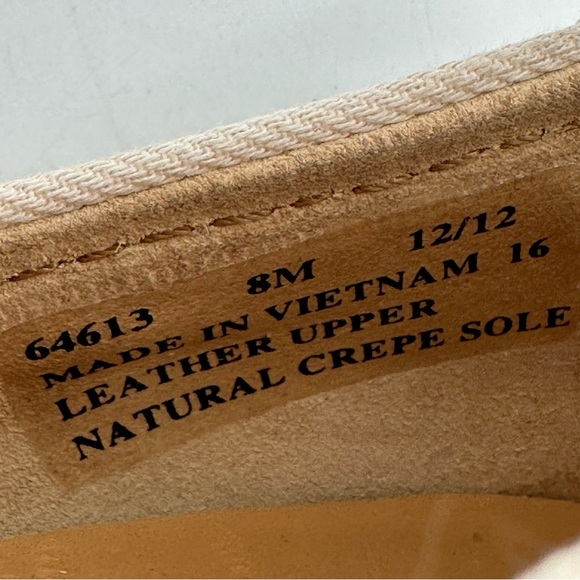 64613 8M 12/12
MADE IN VIETNAM 16
LEATHER UPPER
NATURAL CREPE SOLE